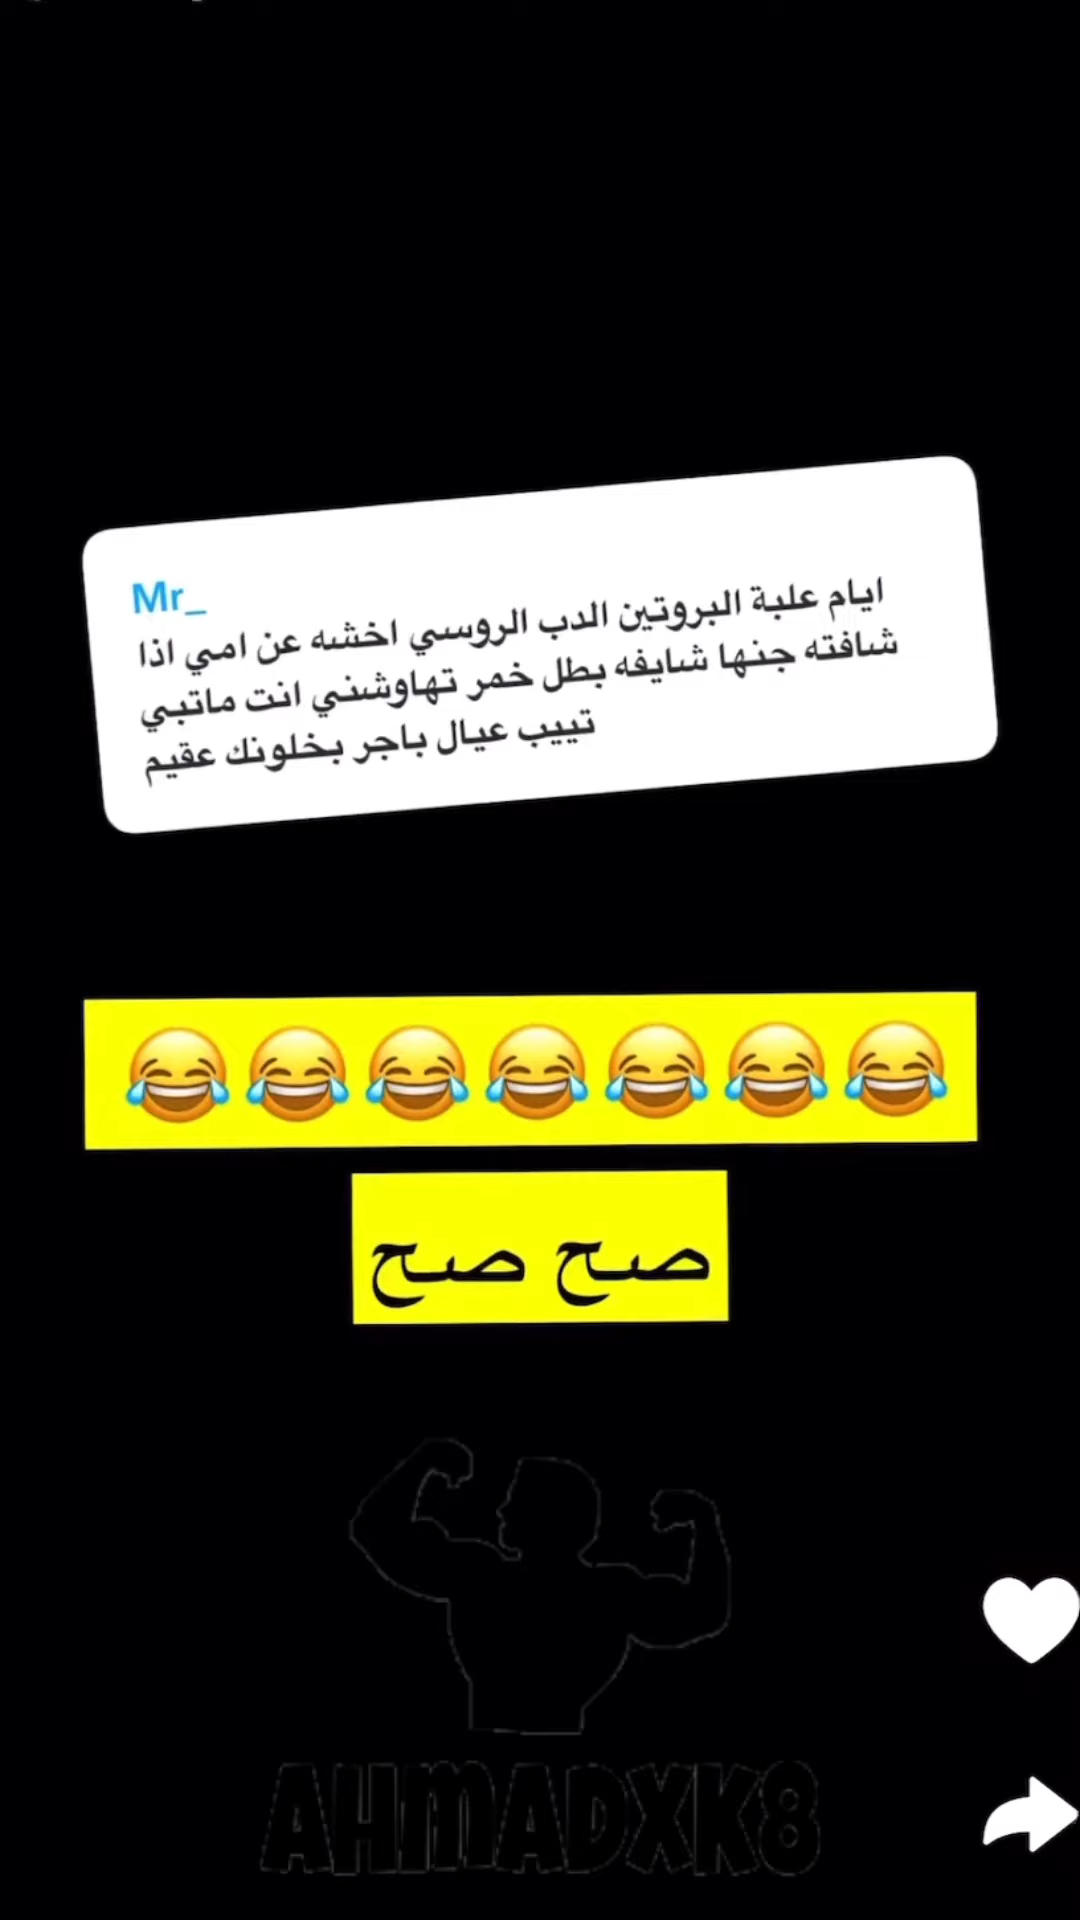 Mr_
ايام علبة البروتين الدب الروسي اخشه عن امي اذا
شافته جنها شايفه بطل خمر تهاوشني انت ماتبي
تييب عيال باجر بخلونك عقيم
😂😂😂😂😂😂😂
صح صح
AHMADXK8